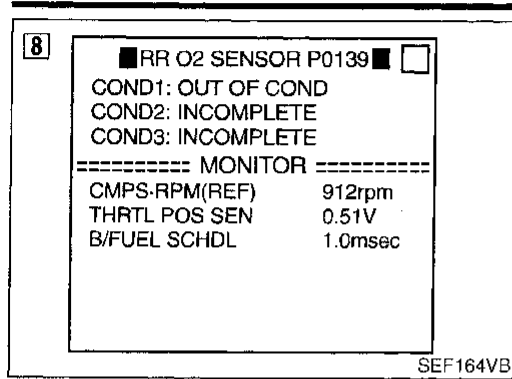 8
RR O2 SENSOR P0139
COND1: OUT OF COND
COND2: INCOMPLETE
COND3: INCOMPLETE
========== MONITOR ==========
CMPS·RPM(REF) 912rpm
THRTL POS SEN 0.51V
B/FUEL SCHDL 1.0msec
SEF164VB